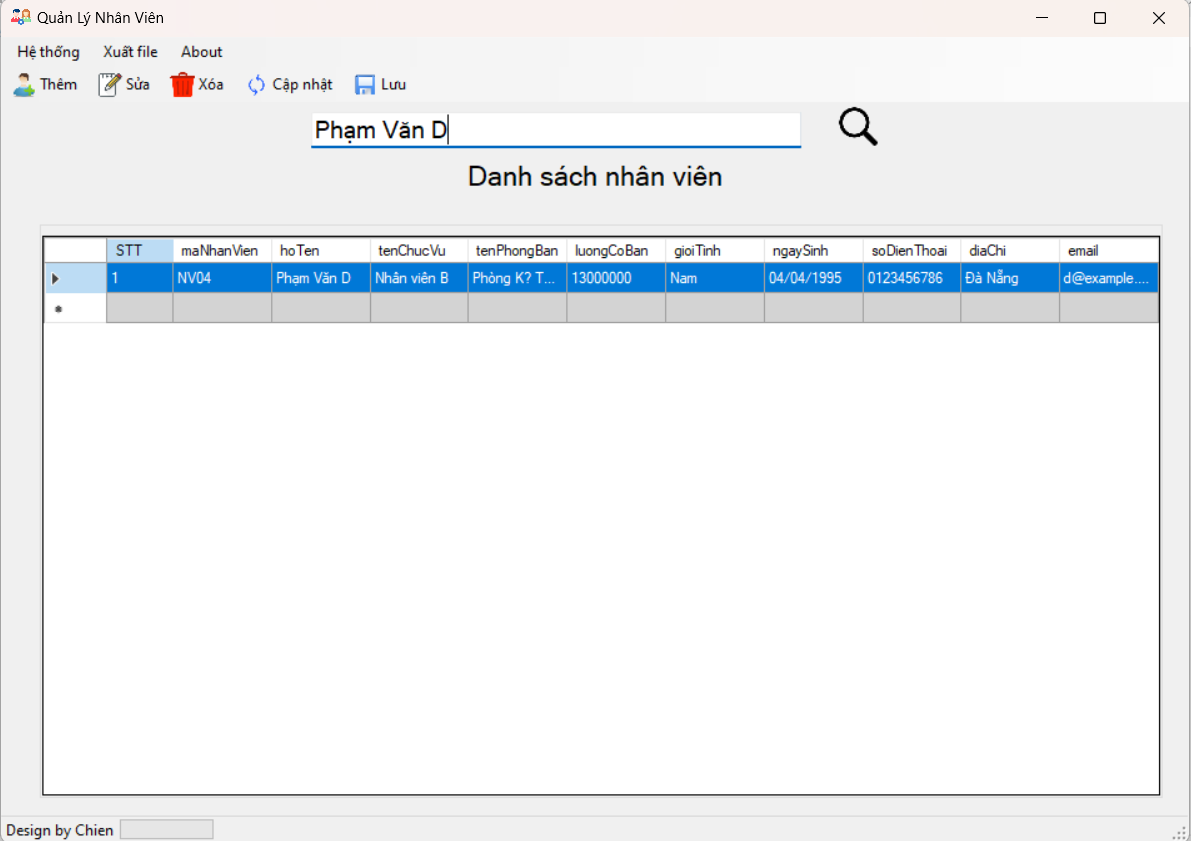 Quản Lý Nhân Viên
Hệ thống Xuất file About
Thêm Sửa Xóa Cập nhật Lưu
Phạm Văn D
Danh sách nhân viên
STT maNhanVien hoTen tenChucVu tenPhongBan luongCoBan gioiTinh ngaySinh soDienThoai diaChi email
1 NV04 Phạm Văn D Nhân viên B Phòng K? T... 13000000 Nam 04/04/1995 0123456786 Đà Nẵng d@example....
Design by Chien